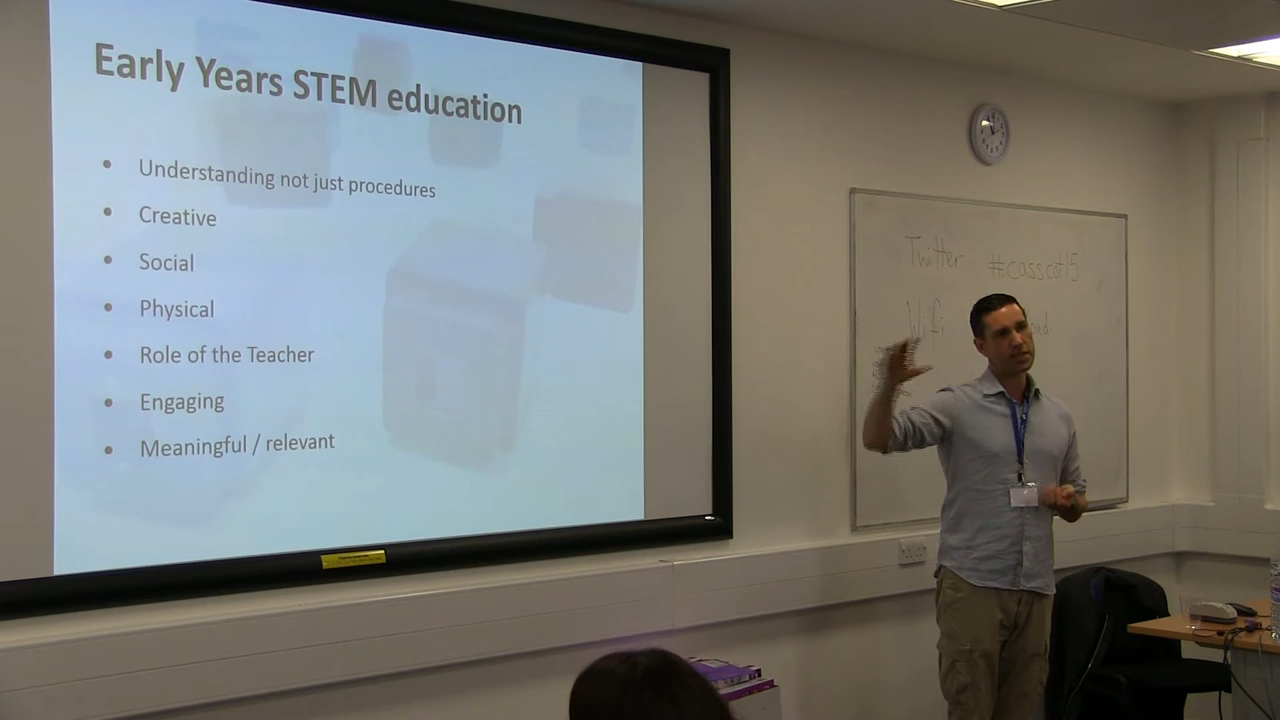 Early Years STEM education
• Understanding not just procedures
• Creative
• Social
• Physical
• Role of the Teacher
• Engaging
• Meaningful / relevant
Twitter #casscot15
Wifi